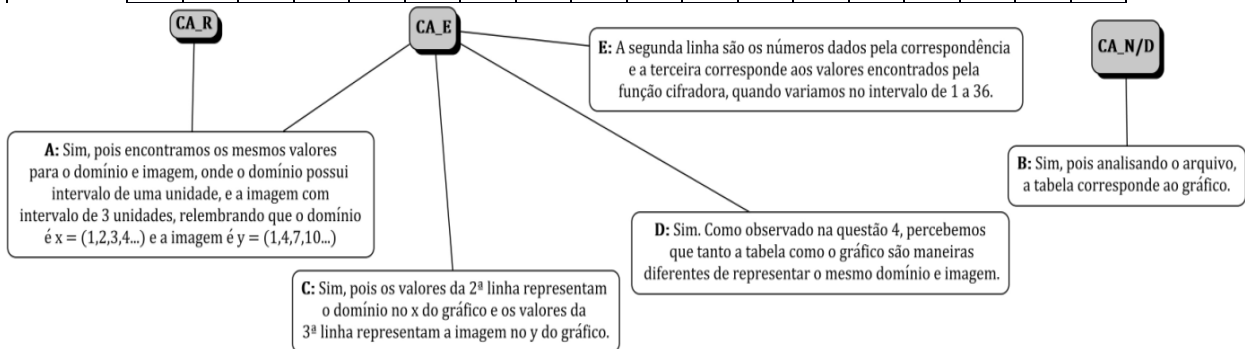 CA_R
CA_E
CA_N/D
E: A segunda linha são os números dados pela correspondência
e a terceira corresponde aos valores encontrados pela
função cifradora, quando variamos no intervalo de 1 a 36.
A: Sim, pois encontramos os mesmos valores
para o domínio e imagem, onde o domínio possui
intervalo de uma unidade, e a imagem com
intervalo de 3 unidades, relembrando que o domínio
é x = (1,2,3,4...) e a imagem é y = (1,4,7,10...)
B: Sim, pois analisando o arquivo,
a tabela corresponde ao gráfico.
D: Sim. Como observado na questão 4, percebemos
que tanto a tabela como o gráfico são maneiras
diferentes de representar o mesmo domínio e imagem.
C: Sim, pois os valores da 2ª linha representam
o domínio no x do gráfico e os valores da
3ª linha representam a imagem no y do gráfico.